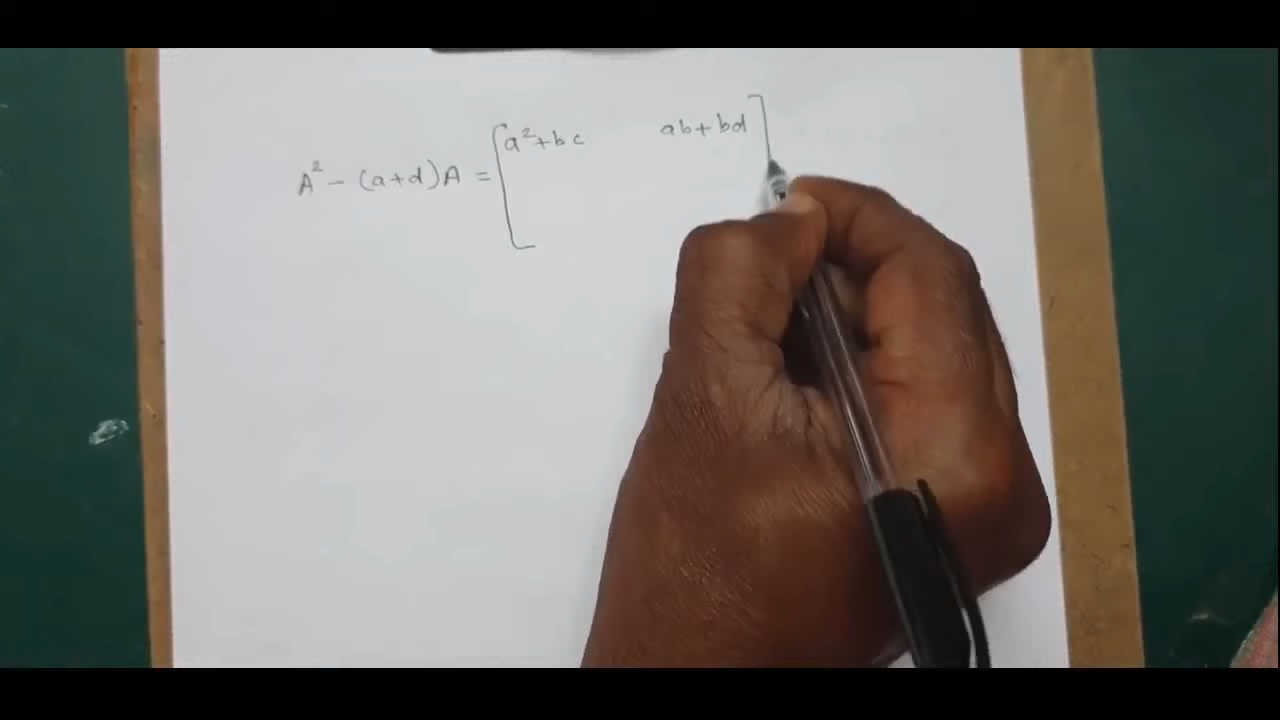 A² - (a+d)A = [a²+bc ab+bd]